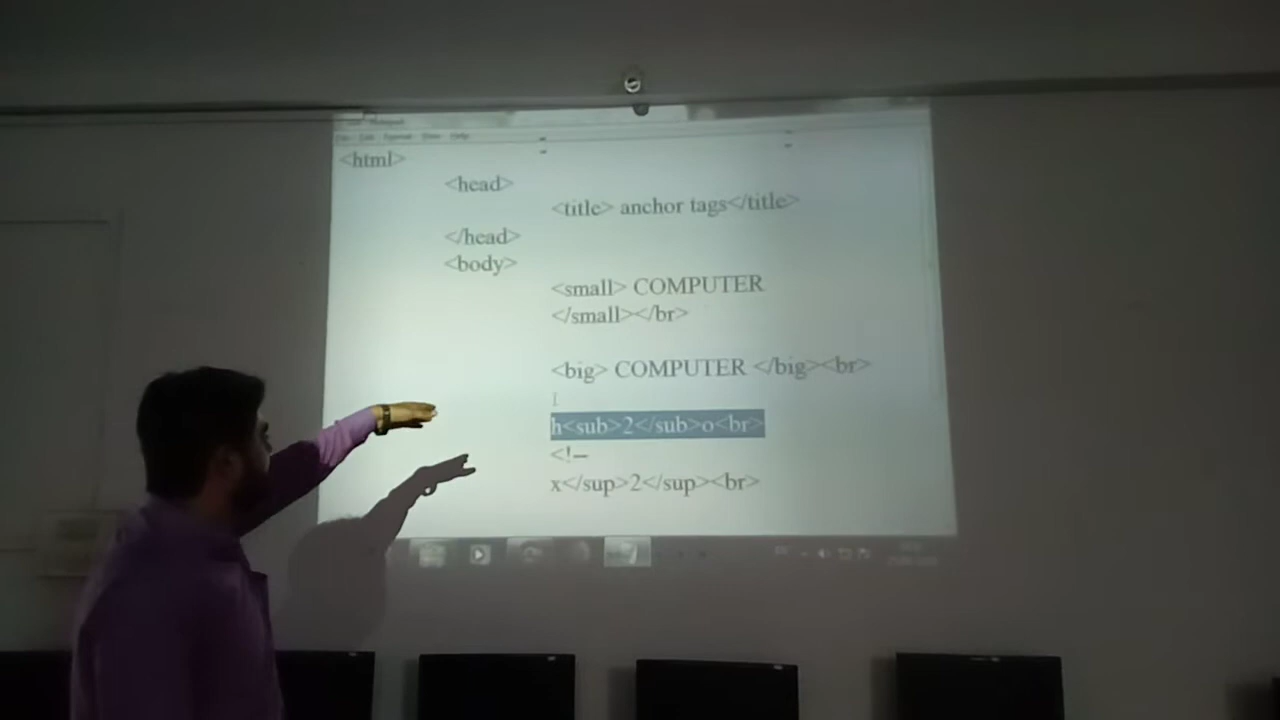 <html>
<head>
<title> anchor tags</title>
</head>
<body>
<small> COMPUTER
</small></br>
<big> COMPUTER </big><br>
h<sub>2</sub>o<br>
<!--
x</sup>2</sup><br>